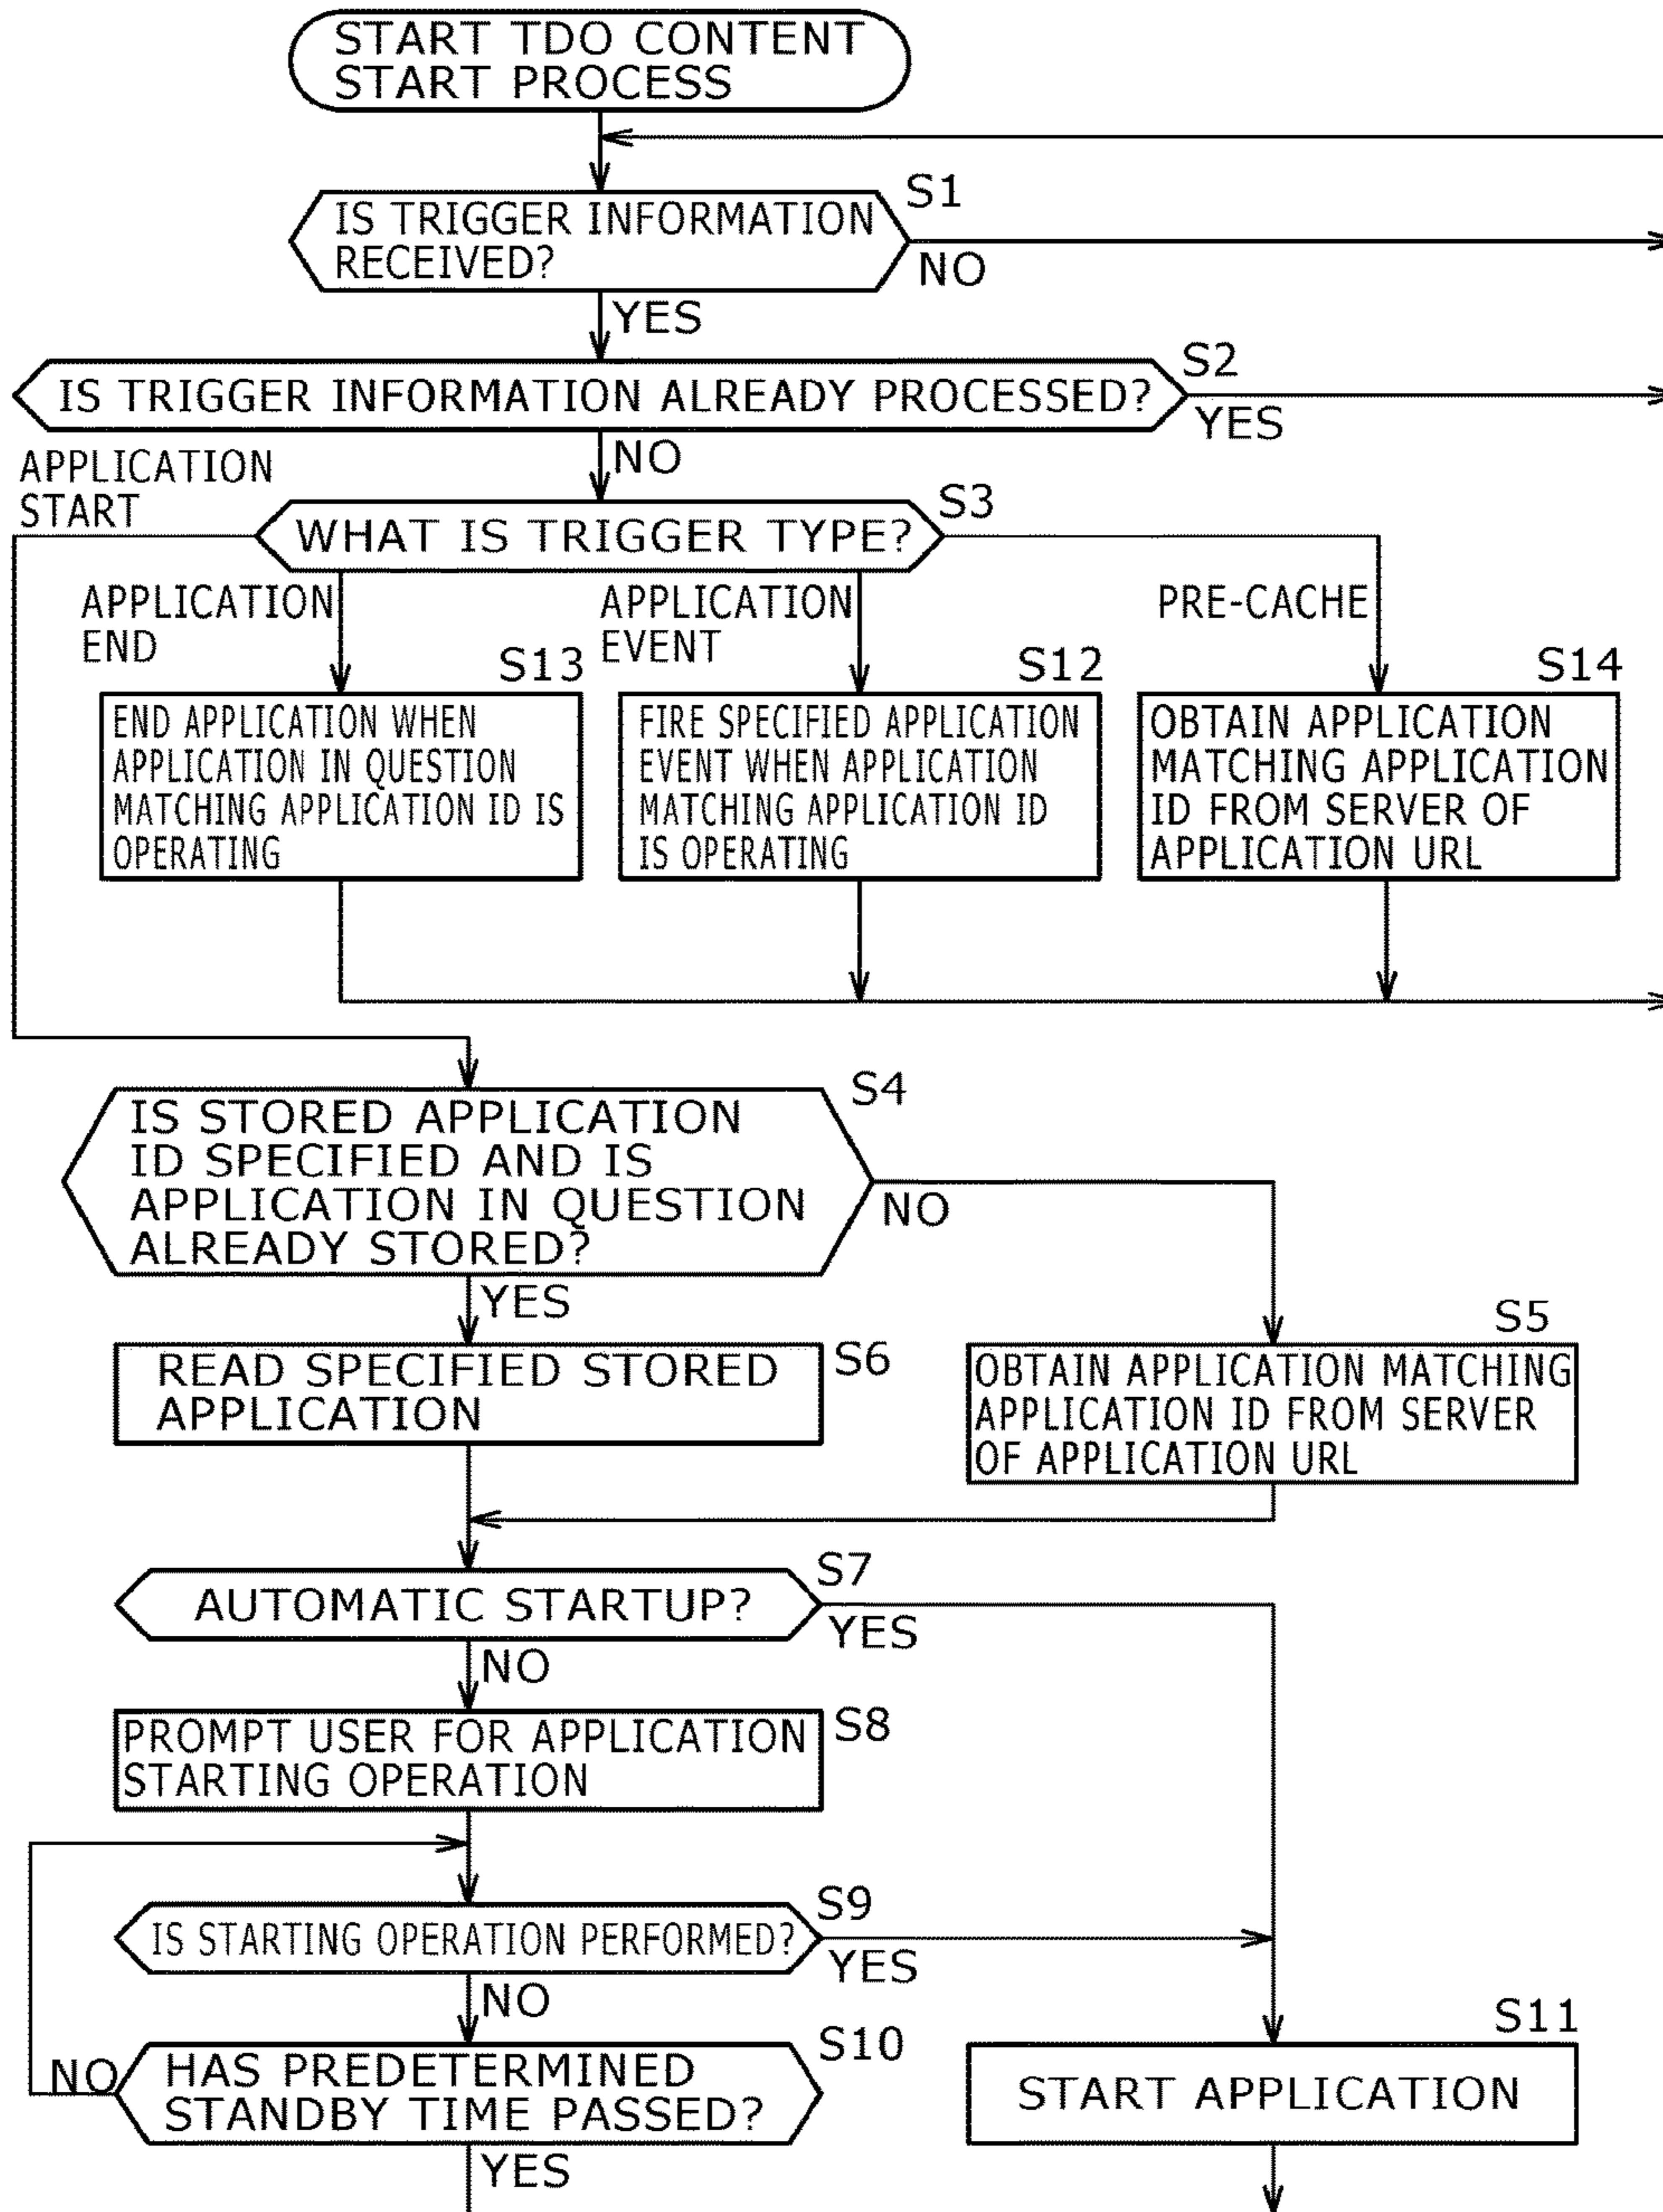 START TDO CONTENT
START PROCESS
S1
IS TRIGGER INFORMATION
RECEIVED?
NO
YES
S2
IS TRIGGER INFORMATION ALREADY PROCESSED?
YES
NO
APPLICATION
START
S3
WHAT IS TRIGGER TYPE?
APPLICATION
END
APPLICATION
EVENT
PRE-CACHE
S13
END APPLICATION WHEN
APPLICATION IN QUESTION
MATCHING APPLICATION ID IS
OPERATING
S12
FIRE SPECIFIED APPLICATION
EVENT WHEN APPLICATION
MATCHING APPLICATION ID
IS OPERATING
S14
OBTAIN APPLICATION
MATCHING APPLICATION
ID FROM SERVER OF
APPLICATION URL
S4
IS STORED APPLICATION
ID SPECIFIED AND IS
APPLICATION IN QUESTION
ALREADY STORED?
NO
YES
S6
READ SPECIFIED STORED
APPLICATION
S5
OBTAIN APPLICATION MATCHING
APPLICATION ID FROM SERVER
OF APPLICATION URL
S7
AUTOMATIC STARTUP?
YES
NO
S8
PROMPT USER FOR APPLICATION
STARTING OPERATION
S9
IS STARTING OPERATION PERFORMED?
YES
NO
S10
HAS PREDETERMINED
STANDBY TIME PASSED?
NO
YES
S11
START APPLICATION